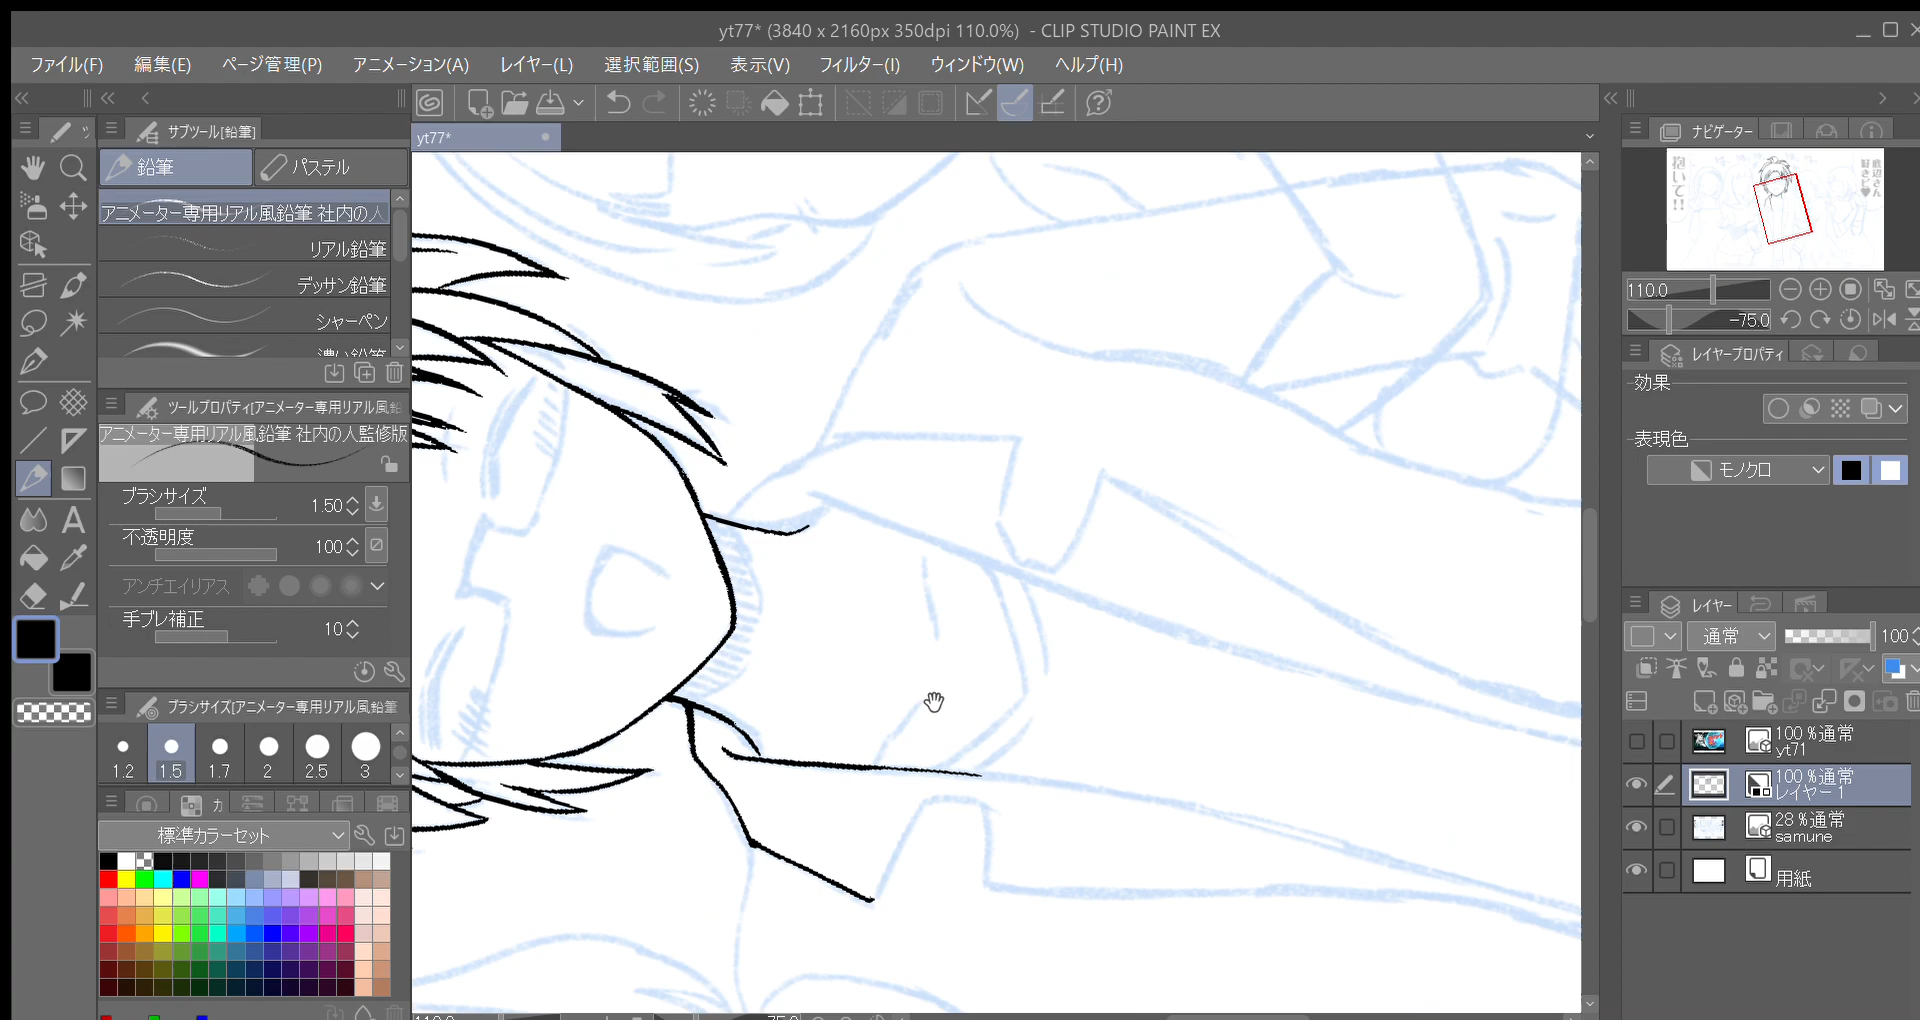 yt77* (3840 x 2160px 350dpi 110.0%) - CLIP STUDIO PAINT EX
ファイル(F) 編集(E) ページ管理(P) アニメーション(A) レイヤー(L) 選択範囲(S) 表示(V) フィルター(I) ウィンドウ(W) ヘルプ(H)
サブツール[鉛筆]
鉛筆 パステル
アニメーター専用リアル風鉛筆 社内の人
リアル鉛筆
デッサン鉛筆
シャーペン
濃い鉛筆
ツールプロパティ[アニメーター専用リアル風鉛
アニメーター専用リアル風鉛筆 社内の人監修版
ブラシサイズ 1.50
不透明度 100
アンチエイリアス
手ブレ補正 10
ブラシサイズ[アニメーター専用リアル風鉛筆
1.2 1.5 1.7 2 2.5 3
カ
標準カラーセット
yt77*
ナビゲーター
抱いて!!
110.0
-75.0
レイヤープロパティ
効果
表現色
モノクロ
レイヤー
通常 100
100 %通常
yt71
100 %通常
レイヤー 1
28 %通常
samune
用紙